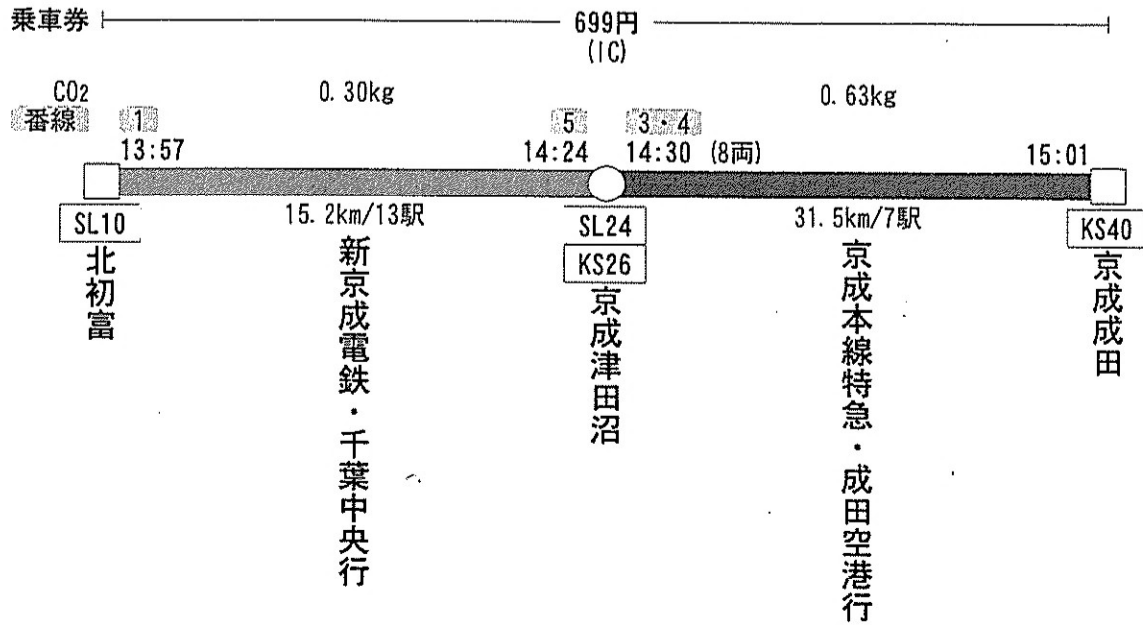 乗車券
699円
(IC)
CO2
0.30kg
0.63kg
番線
1
5
3・4
13:57
14:24
14:30 (8両)
15:01
15.2km/13駅
31.5km/7駅
SL10
北初富
新京成電鉄・千葉中央行
SL24
KS26
京成津田沼
京成本線特急・成田空港行
KS40
京成成田